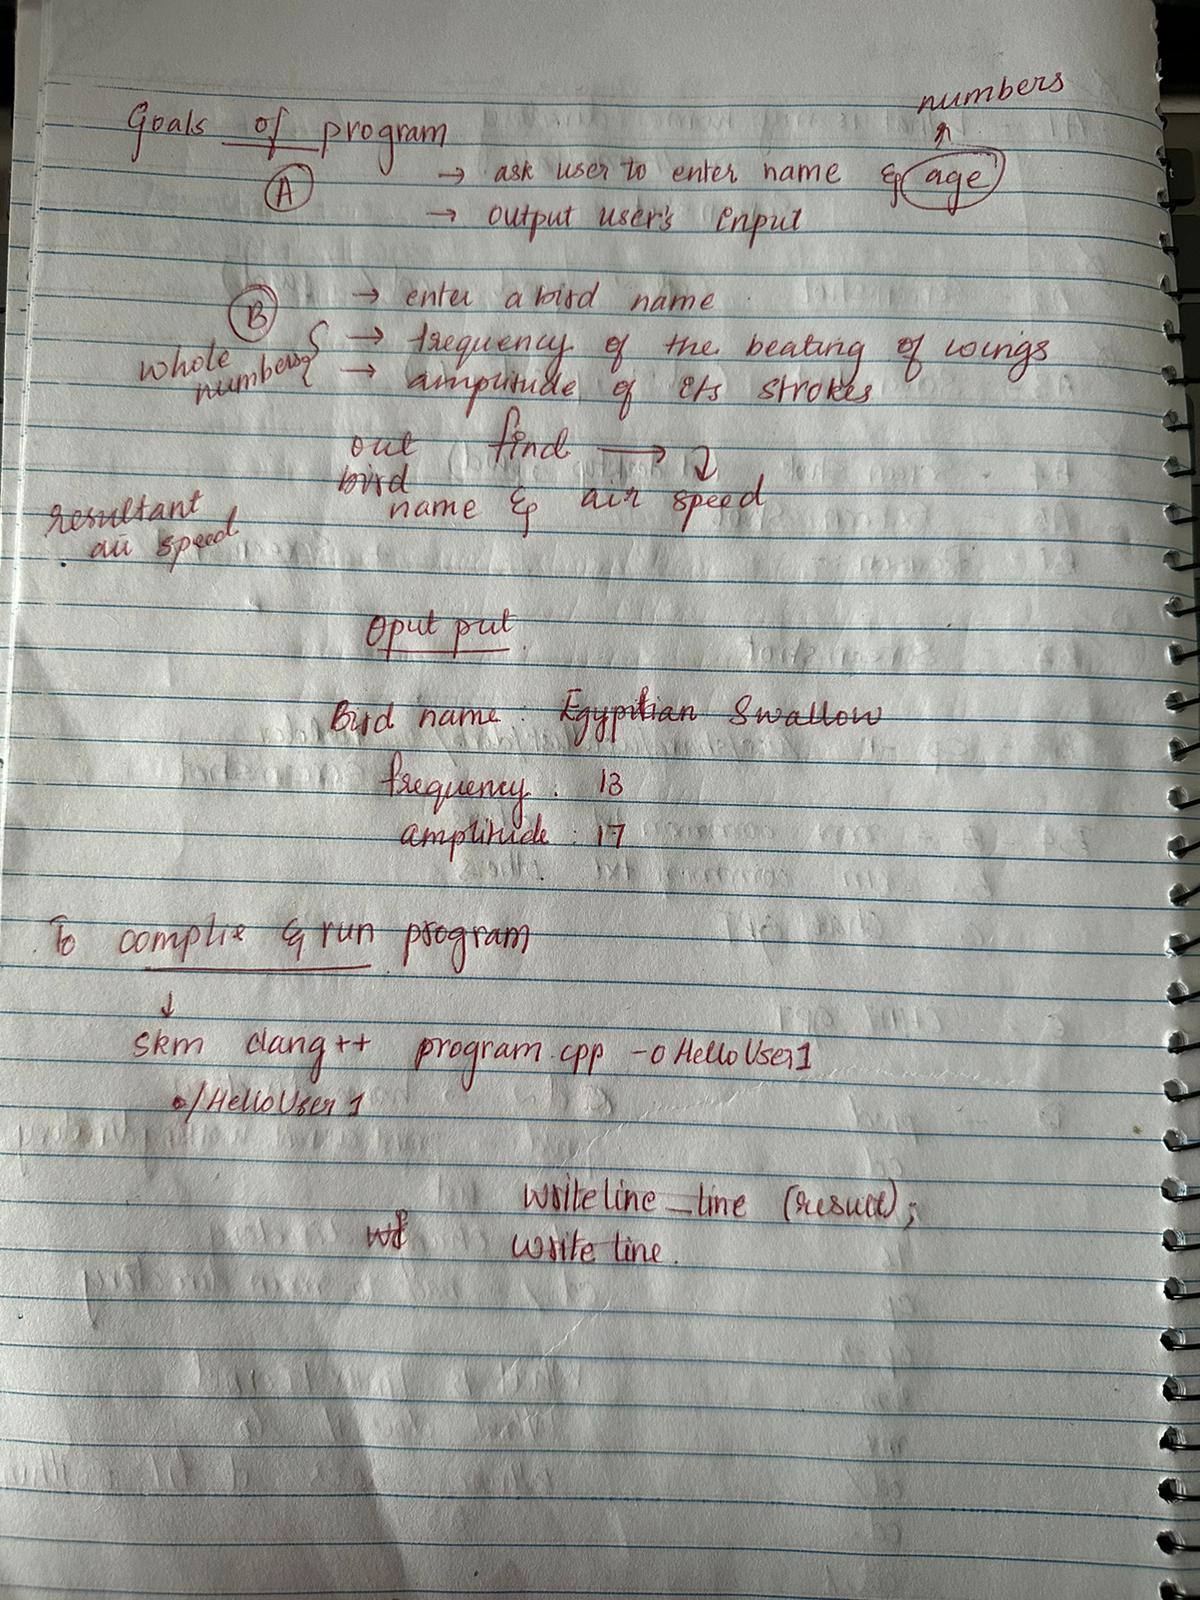 numbers
Goals of program
A → ask user to enter name & age
→ output user's input
B → enter a bird name
whole numbers { → frequency of the beating of wings
→ amplitude of its strokes
out find →
bird
name & air speed
resultant
air speed
Oput put
Bird name : Egyptian Swallow
frequency : 13
amplitude : 17
To complie & run program
↓
skm clang++ program.cpp -o HelloUser1
./HelloUser1
writeline_line (result);
write line.